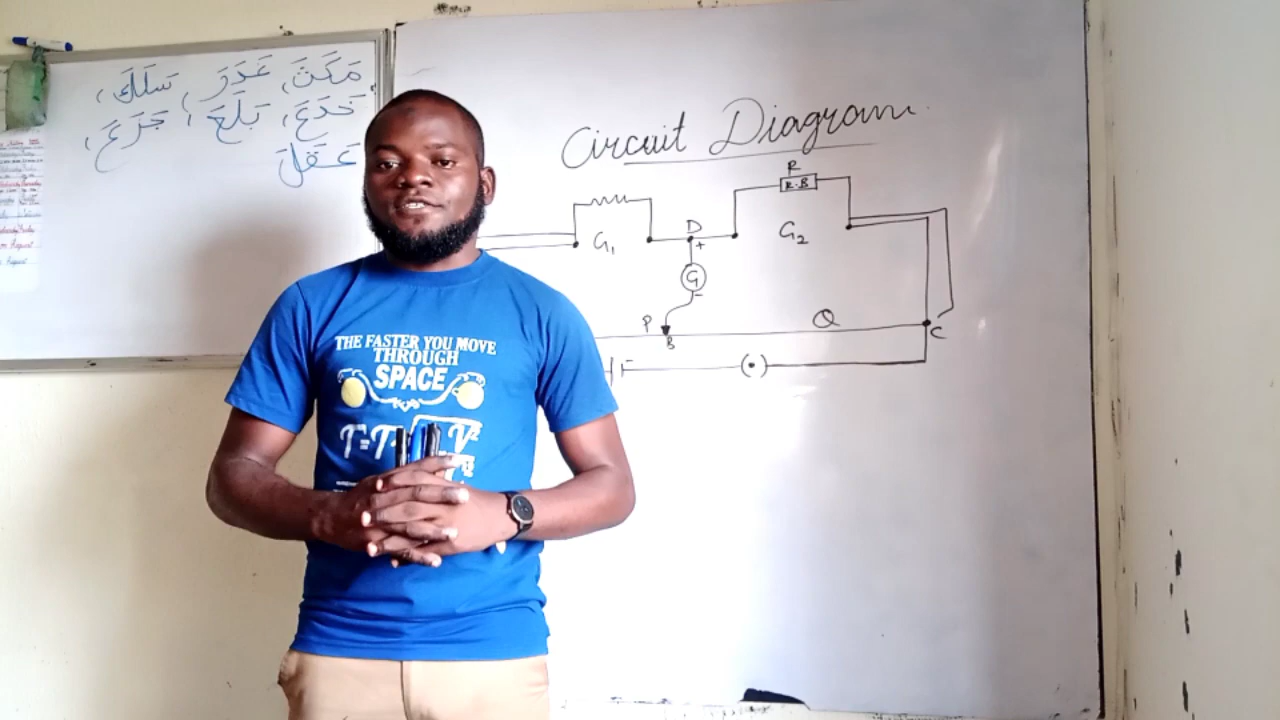 مَكَثَ، غَدَرَ، سَلَكَ،
خَدَعَ، بَلَعَ، جَزَعَ،
عَقَلَ
Circuit Diagram.
R
R.B
G₁
D
+
G₂
G
-
P
B
Q
C
-
THE FASTER YOU MOVE
THROUGH
SPACE